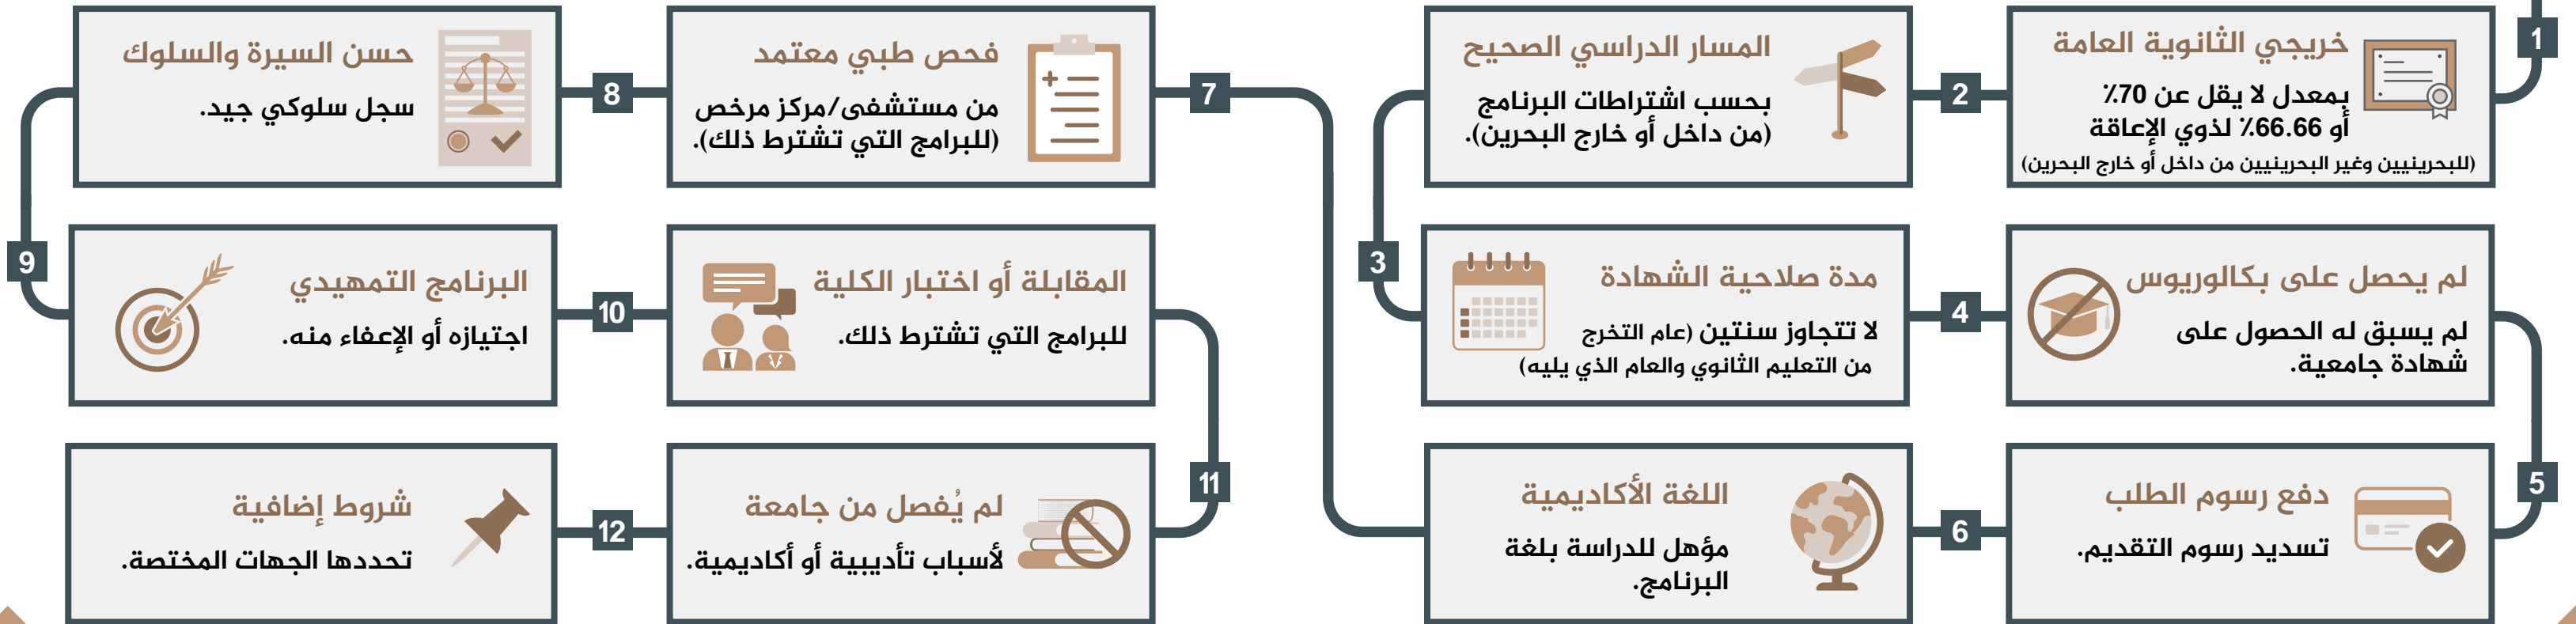 1
خريجي الثانوية العامة
بمعدل لا يقل عن 70٪
أو 66.66٪ لذوي الإعاقة
(للبحرينيين وغير البحرينيين من داخل أو خارج البحرين)
2
المسار الدراسي الصحيح
بحسب اشتراطات البرنامج
(من داخل أو خارج البحرين).
3
مدة صلاحية الشهادة
لا تتجاوز سنتين (عام التخرج
من التعليم الثانوي والعام الذي يليه)
4
لم يحصل على بكالوريوس
لم يسبق له الحصول على
شهادة جامعية.
5
دفع رسوم الطلب
تسديد رسوم التقديم.
6
اللغة الأكاديمية
مؤهل للدراسة بلغة
البرنامج.
7
فحص طبي معتمد
من مستشفى/مركز مرخص
(للبرامج التي تشترط ذلك).
8
حسن السيرة والسلوك
سجل سلوكي جيد.
9
البرنامج التمهيدي
اجتيازه أو الإعفاء منه.
10
المقابلة أو اختبار الكلية
للبرامج التي تشترط ذلك.
11
لم يُفصل من جامعة
لأسباب تأديبية أو أكاديمية.
12
شروط إضافية
تحددها الجهات المختصة.